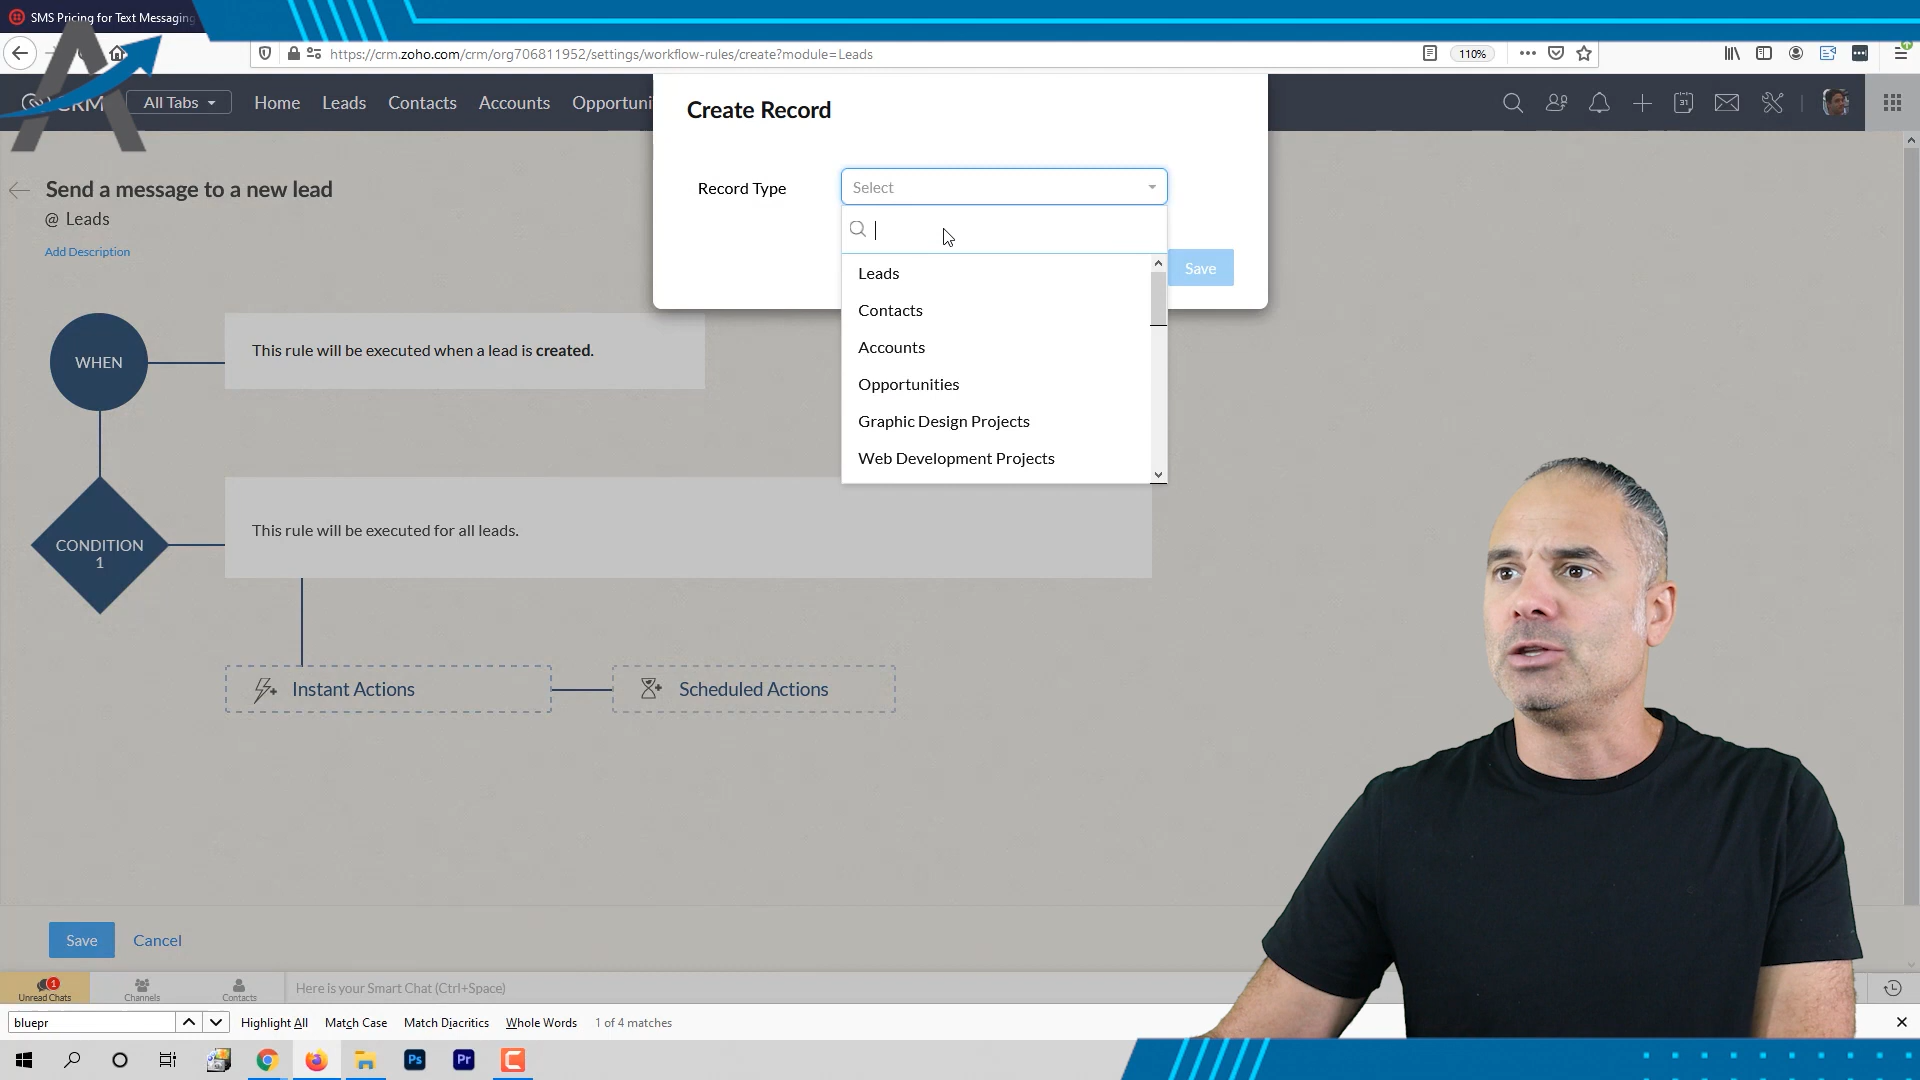 SMS Pricing for Text Messaging
https://crm.zoho.com/crm/org706811952/settings/workflow-rules/create?module=Leads
110%
CRM
All Tabs
Home
Leads
Contacts
Accounts
Opportuni
31
Create Record
Record Type
Select
Leads
Contacts
Accounts
Opportunities
Graphic Design Projects
Web Development Projects
Save
Send a message to a new lead
@ Leads
Add Description
WHEN
This rule will be executed when a lead is created.
CONDITION
1
This rule will be executed for all leads.
Instant Actions
Scheduled Actions
Save
Cancel
1
Unread Chats
Channels
Contacts
Here is your Smart Chat (Ctrl+Space)
bluepr
Highlight All
Match Case
Match Diacritics
Whole Words
1 of 4 matches
Ps
Pr